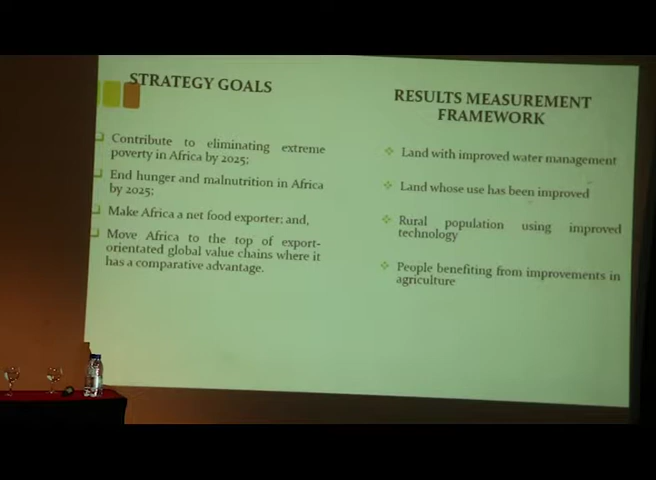 STRATEGY GOALS
Contribute to eliminating extreme
poverty in Africa by 2025;
End hunger and malnutrition in Africa
by 2025;
Make Africa a net food exporter; and,
Move Africa to the top of export-
orientated global value chains where it
has a comparative advantage.
RESULTS MEASUREMENT
FRAMEWORK
Land with improved water management
Land whose use has been improved
Rural population using improved
technology
People benefiting from improvements in
agriculture